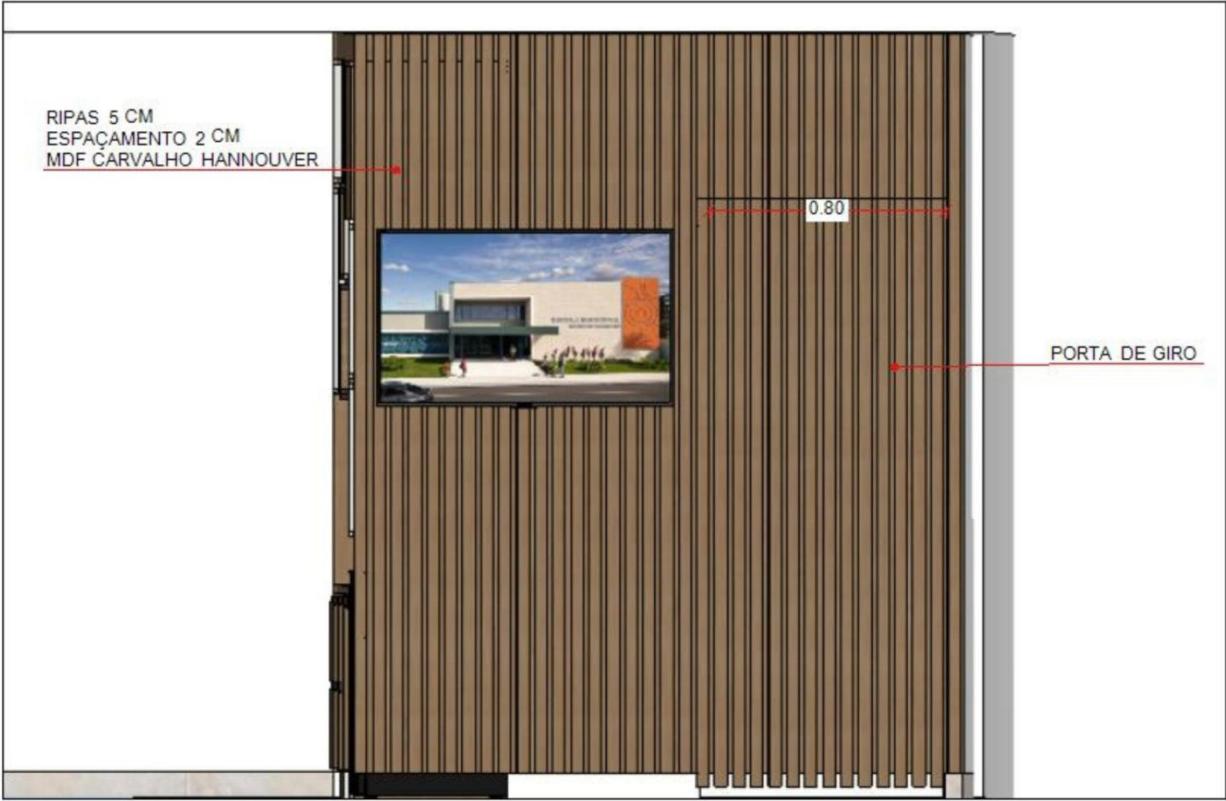 RIPAS 5 CM
ESPAÇAMENTO 2 CM
MDF CARVALHO HANNOUVER
0.80
PORTA DE GIRO